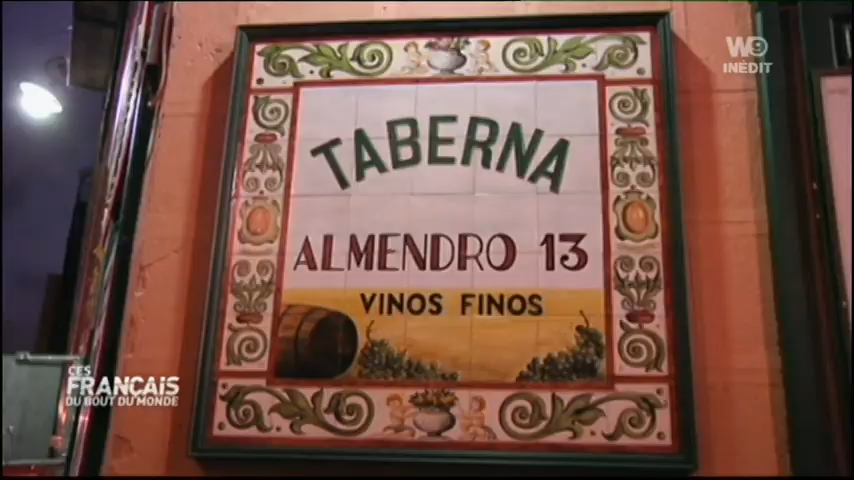 W9
INÉDIT
TABERNA
ALMENDRO 13
VINOS FINOS
CES
FRANÇAIS
DU BOUT DU MONDE